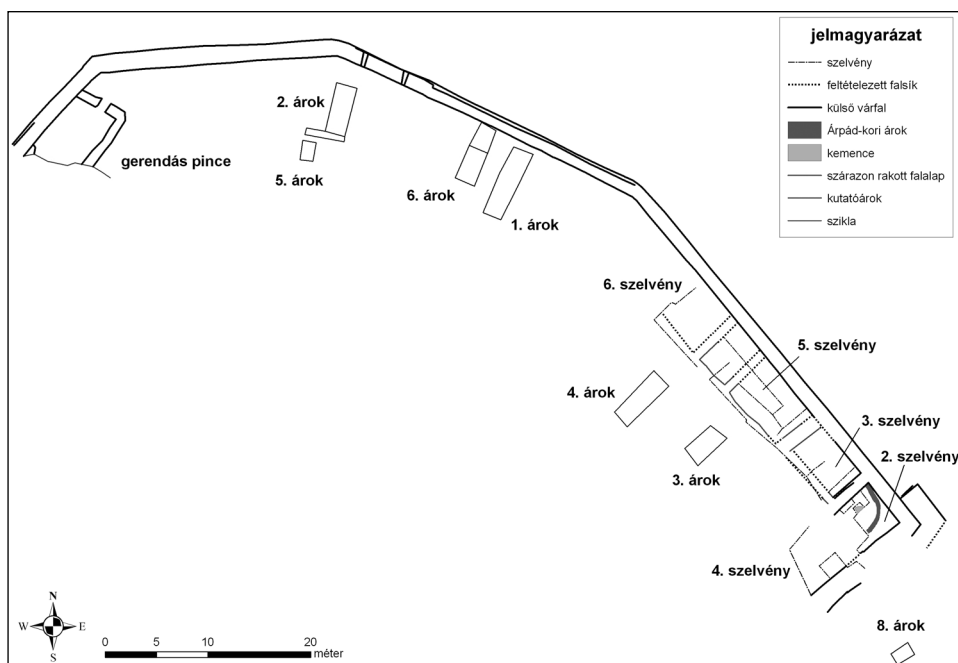 jelmagyarázat
szelvény
feltételezett falsík
külső várfal
Árpád-kori árok
kemence
szárazon rakott falalap
kutatóárok
szikla
2. árok
gerendás pince
5. árok
6. árok
1. árok
6. szelvény
5. szelvény
4. árok
3. szelvény
3. árok
2. szelvény
4. szelvény
8. árok
N
W E
S
0 5 10 20
méter